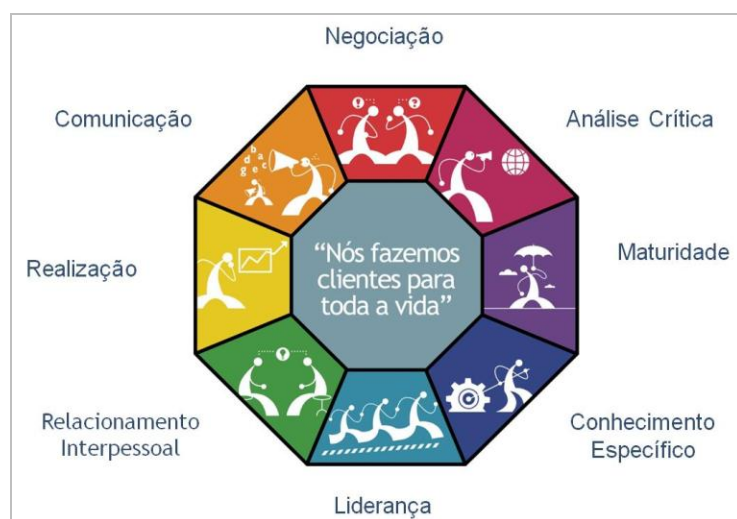 Negociação
Comunicação
Análise Crítica
b
a
d
c
g
e
“Nós fazemos
clientes para
toda a vida”
Realização
Maturidade
Relacionamento
Interpessoal
Conhecimento
Específico
Liderança